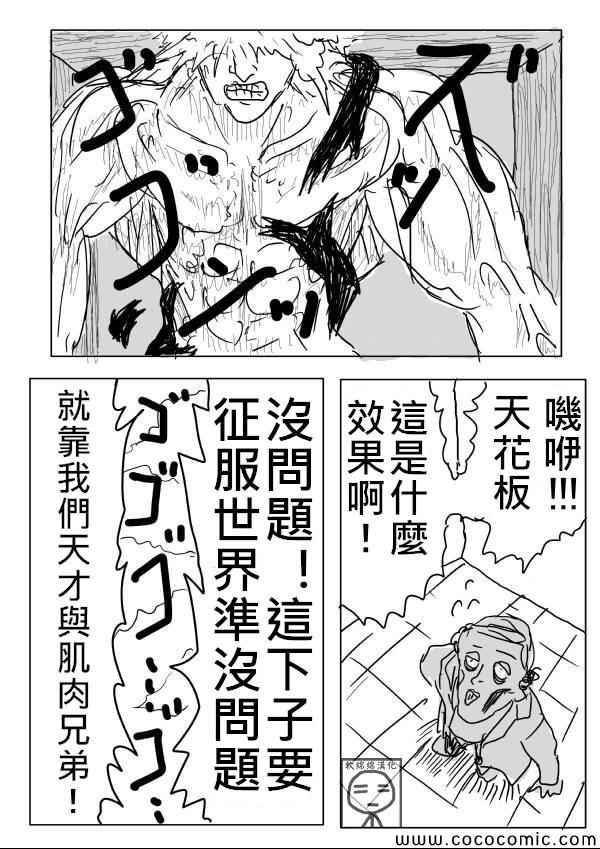 ズズ
ゴゴゴン
嘰咿!!!
天花板
這是什麼
效果啊！
沒問題！這下子要
征服世界準沒問題
ゴゴゴゴ…
就靠我們天才與肌肉兄弟！
軟綿綿漢化
www.cococomic.com